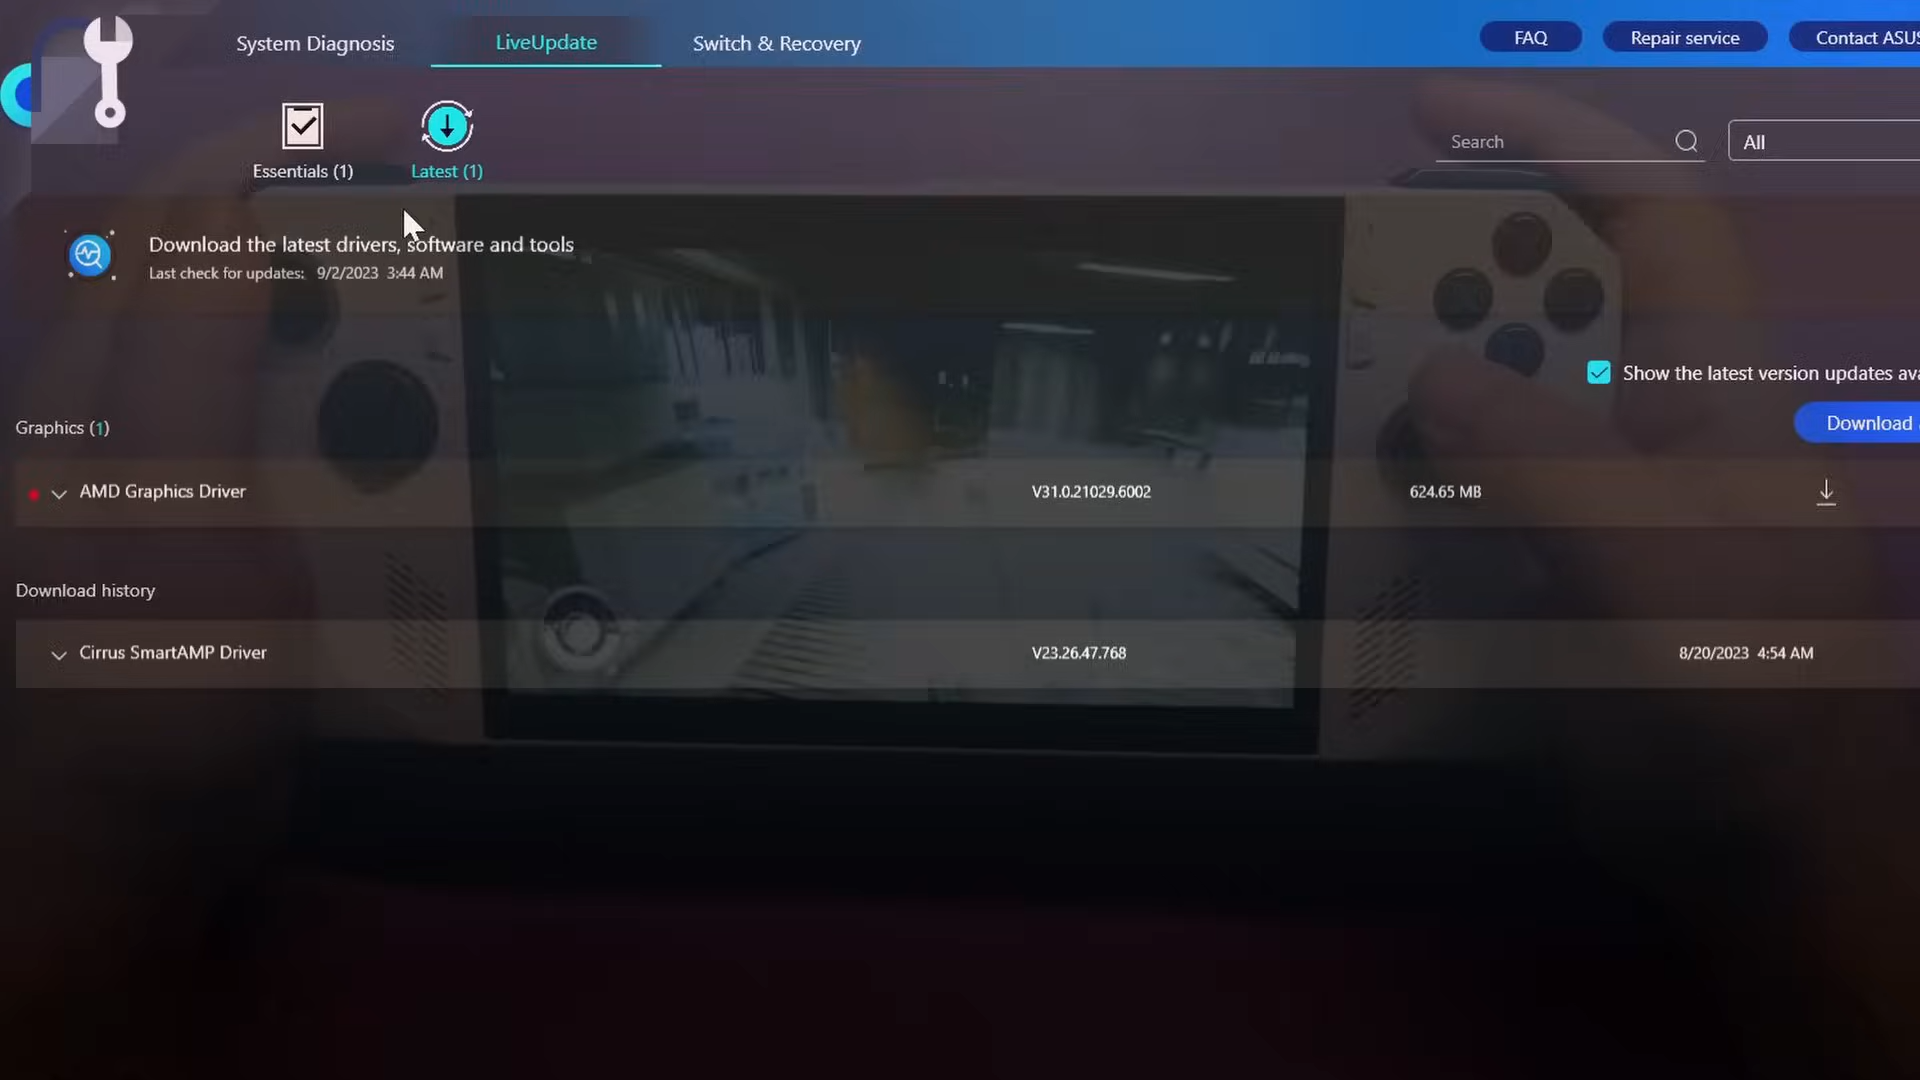 System Diagnosis
LiveUpdate
Switch & Recovery
FAQ
Repair service
Contact ASUS
Essentials (1)
Latest (1)
Search
All
Download the latest drivers, software and tools
Last check for updates: 9/2/2023 3:44 AM
Show the latest version updates
Download
Graphics (1)
AMD Graphics Driver
V31.0.21029.6002
624.65 MB
Download history
Cirrus SmartAMP Driver
V23.26.47.768
8/20/2023 4:54 AM